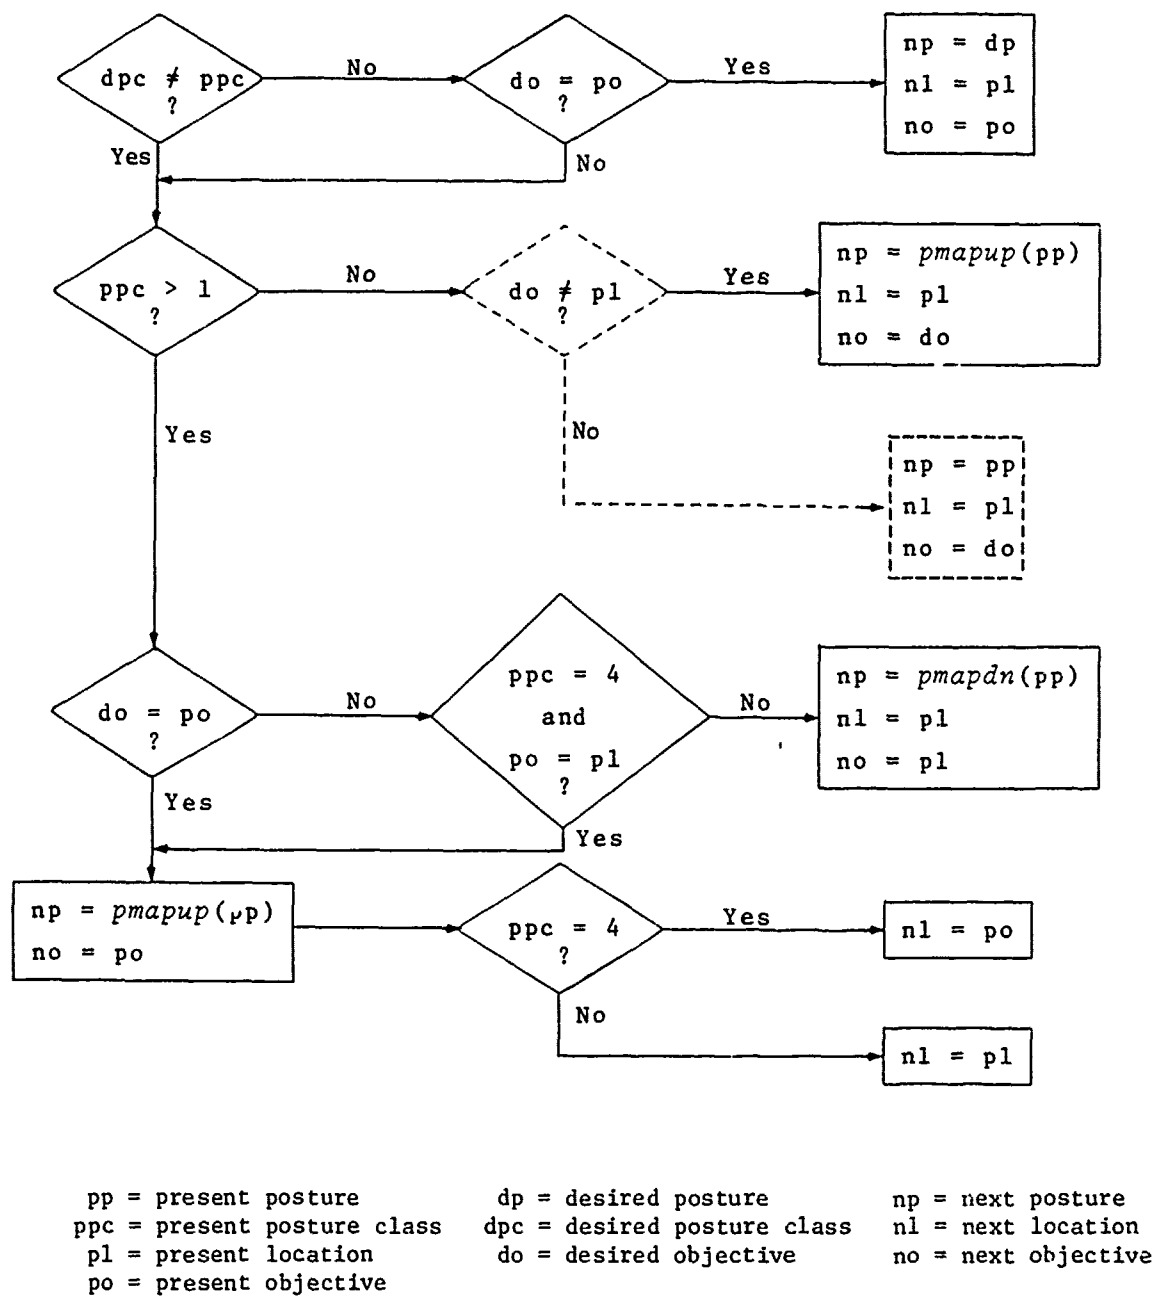 dpc ≠ ppc
?
No
do = po
?
Yes
np = dp
nl = pl
no = po
Yes
No
ppc > 1
?
No
do ≠ pl
?
Yes
np = pmapup(pp)
nl = pl
no = do
Yes
No
np = pp
nl = pl
no = do
do = po
?
No
ppc = 4
and
po = pl
?
No
np = pmapdn(pp)
nl = pl
no = pl
Yes
Yes
np = pmapup(pp)
no = po
ppc = 4
?
Yes
nl = po
No
nl = pl
pp = present posture
ppc = present posture class
pl = present location
po = present objective
dp = desired posture
dpc = desired posture class
do = desired objective
np = next posture
nl = next location
no = next objective